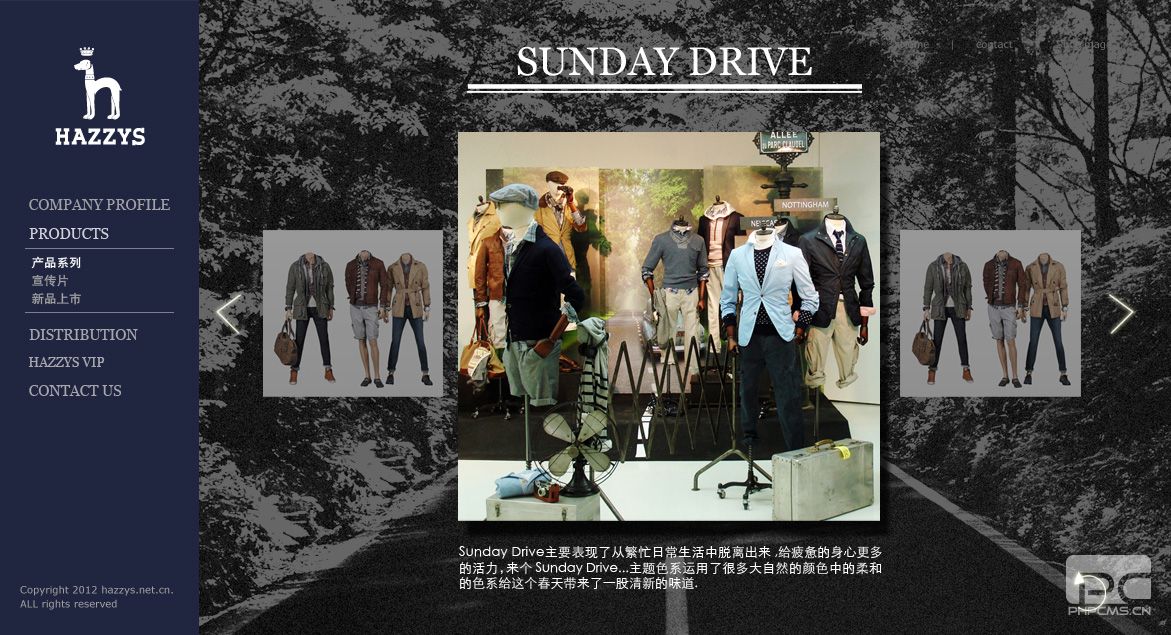 HAZZYS
COMPANY PROFILE
PRODUCTS
产品系列
宣传片
新品上市
DISTRIBUTION
HAZZYS VIP
CONTACT US
Copyright 2012 hazzys.net.cn.
ALL rights reserved
contact
SUNDAY DRIVE
ALLEE
DU PARC CLAUDEL
NOTTINGHAM
Sunday Drive主要表现了从繁忙日常生活中脱离出来 ,给疲惫的身心更多
的活力,来个 Sunday Drive...主题色系运用了很多大自然的颜色中的柔和
的色系给这个春天带来了一股清新的味道.
PHPCMS.CN